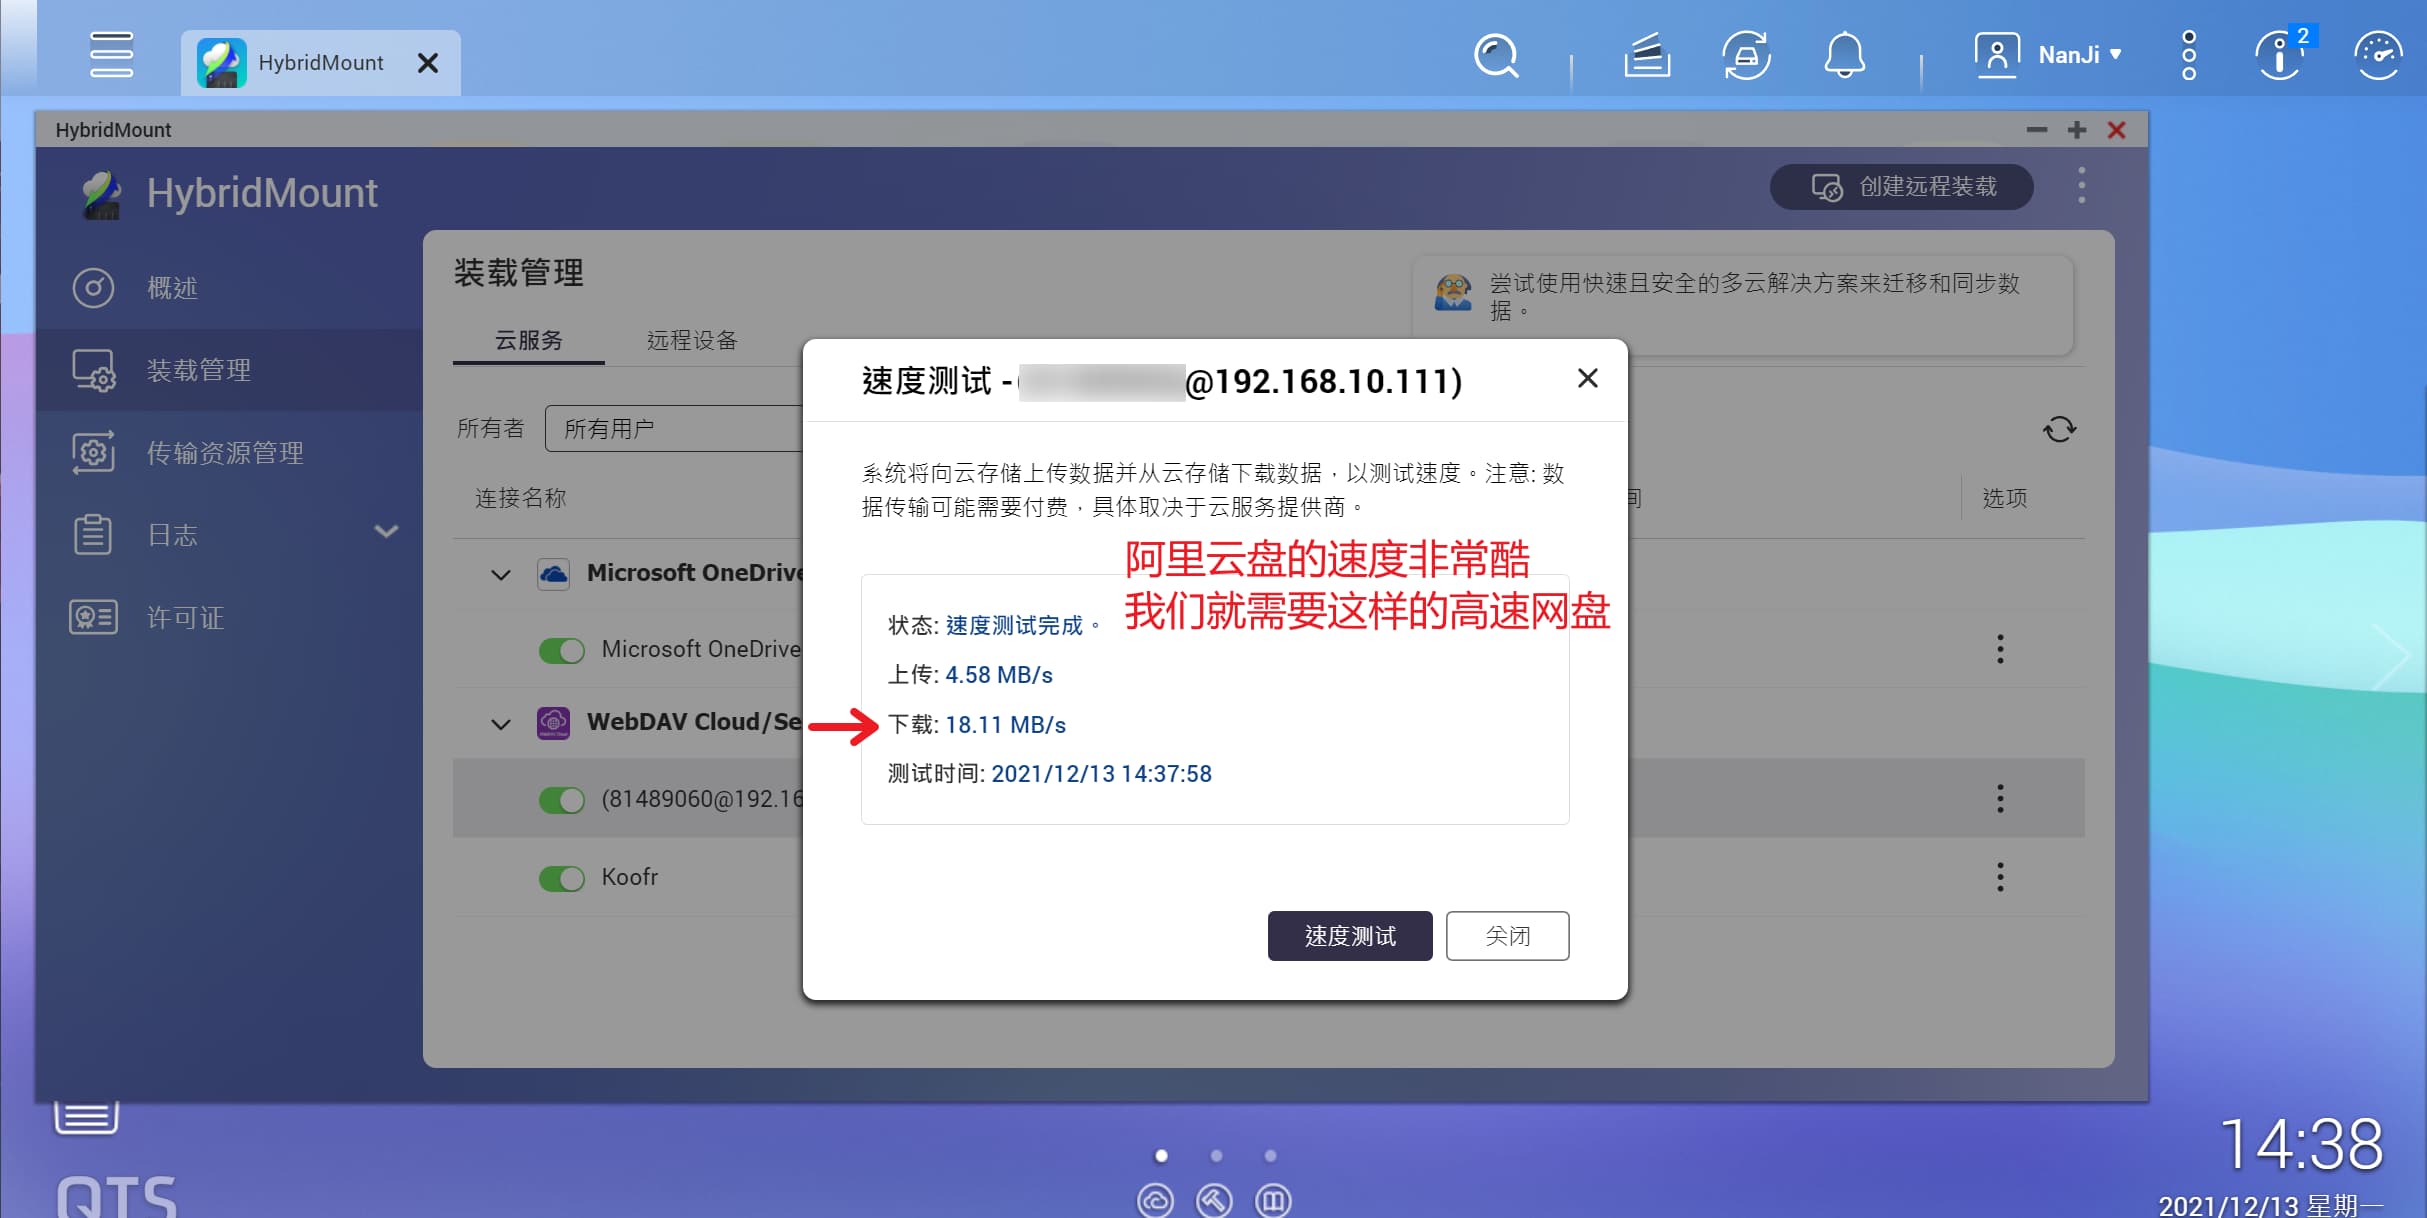 HybridMount
NanJi
2
HybridMount
HybridMount
创建远程装载
概述
装载管理
传输资源管理
日志
许可证
装载管理
尝试使用快速且安全的多云解决方案来迁移和同步数
据。
云服务
远程设备
所有者
所有用户
连接名称
选项
Microsoft OneDrive
Microsoft OneDrive
WebDAV Cloud/Se
(81489060@192.16
Koofr
速度测试 -
@192.168.10.111)
系统将向云存储上传数据并从云存储下载数据，以测试速度。注意: 数
据传输可能需要付费，具体取决于云服务提供商。
阿里云盘的速度非常酷
我们就需要这样的高速网盘
状态: 速度测试完成。
上传: 4.58 MB/s
下载: 18.11 MB/s
测试时间: 2021/12/13 14:37:58
速度测试
关闭
QTS
14:38
2021/12/13 星期一